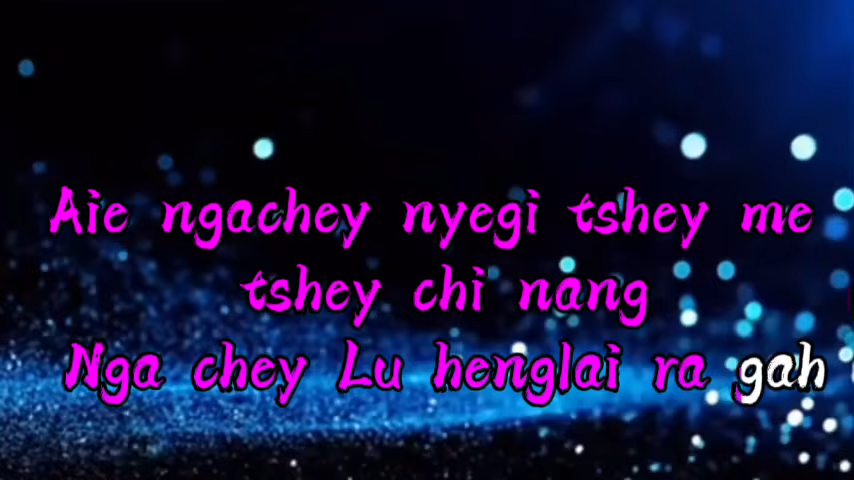 Aie ngachey nyegi tshey me
tshey chi nang
Nga chey Lu henglai ra gah